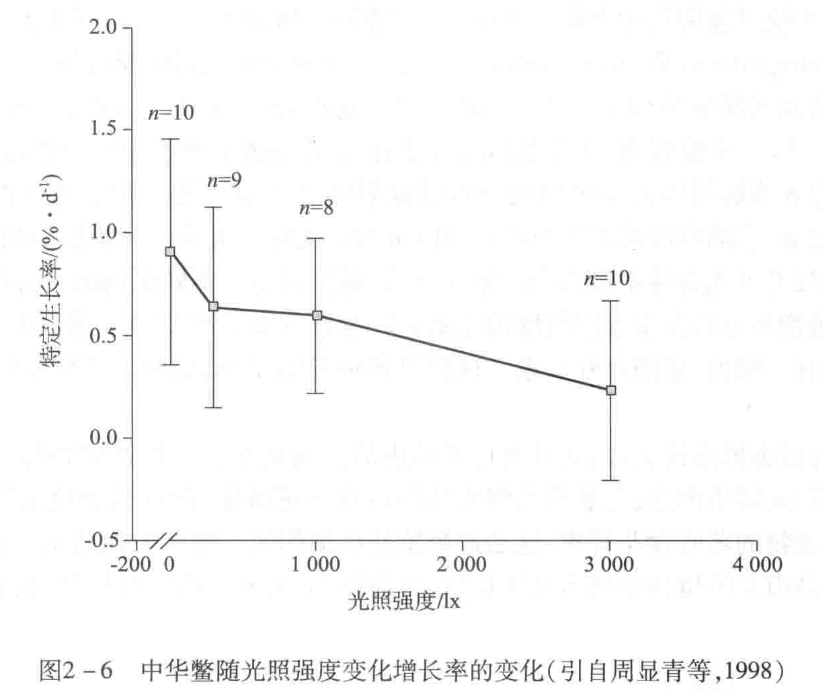 2.0
n=10
1.5
n=9
n=8
1.0
n=10
0.5
0.0
-0.5
特定生长率/(%·d⁻¹)
-200 0 1 000 2 000 3 000 4 000
光照强度/lx
图2-6 中华鳖随光照强度变化增长率的变化(引自周显青等,1998)